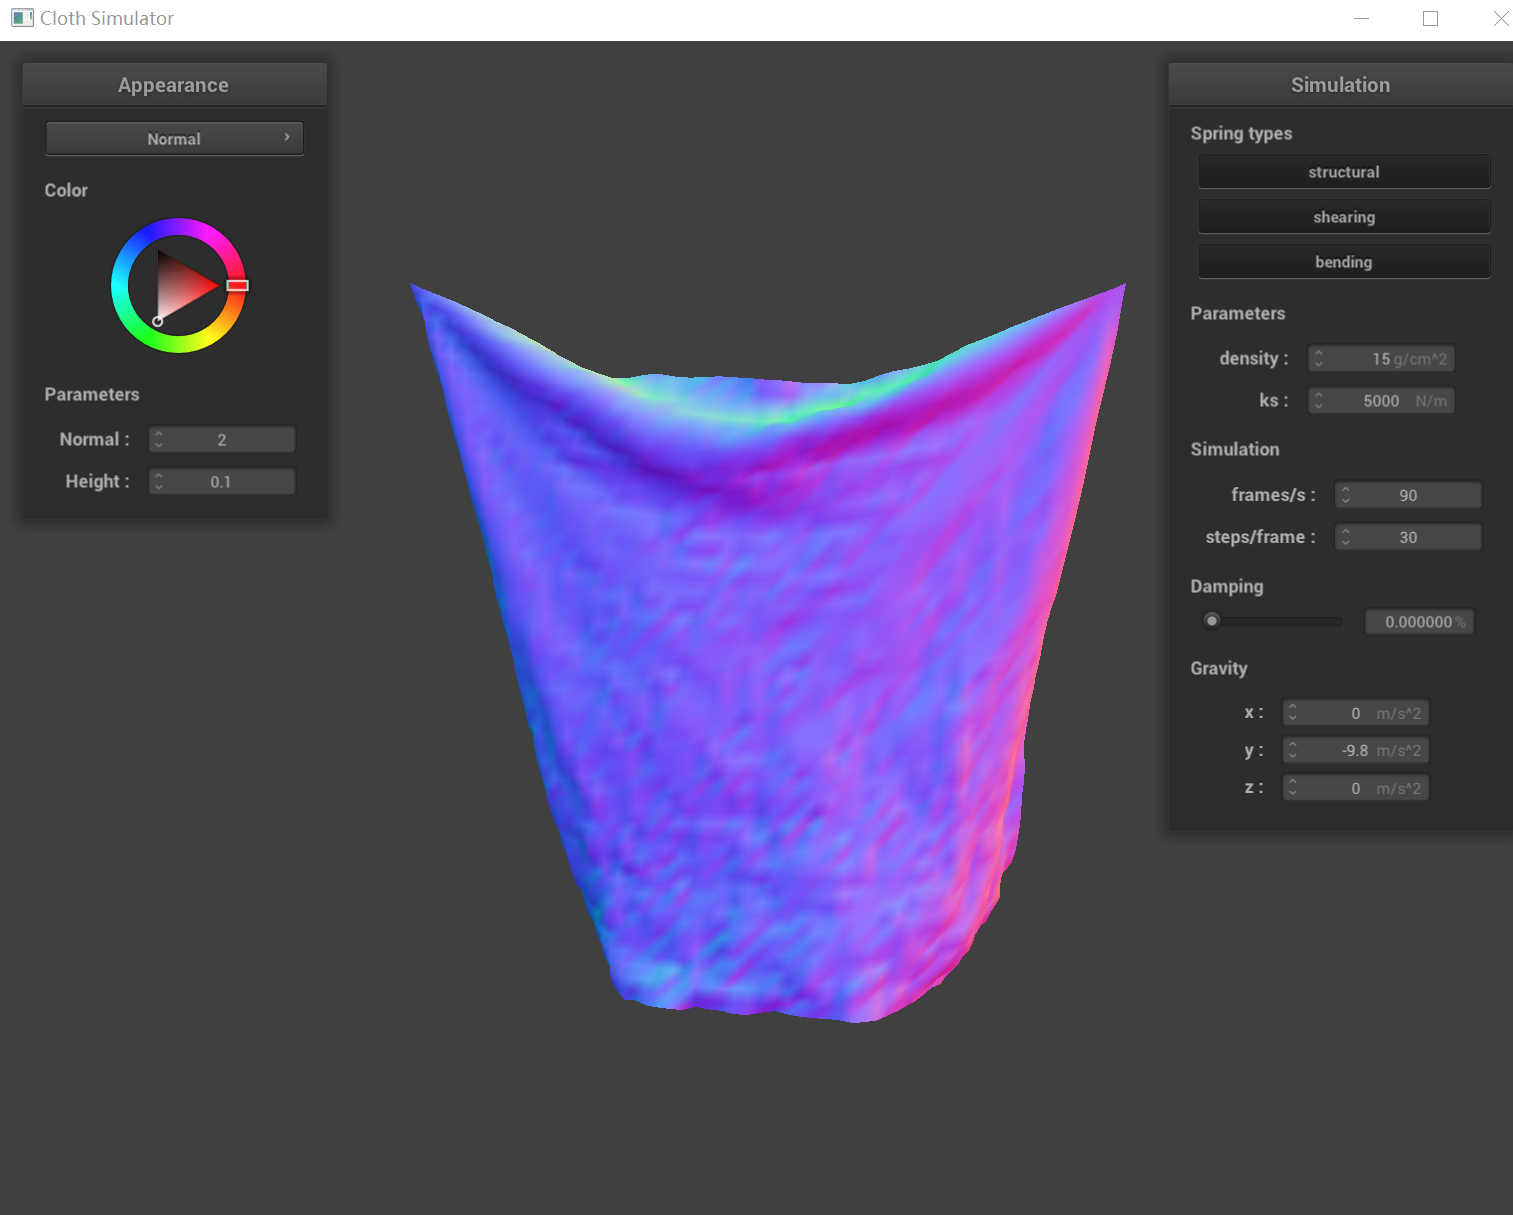 Cloth Simulator
Appearance
Normal
Color
Parameters
Normal : 2
Height : 0.1
Simulation
Spring types
structural
shearing
bending
Parameters
density : 15 g/cm^2
ks : 5000 N/m
Simulation
frames/s : 90
steps/frame : 30
Damping
0.000000 %
Gravity
x : 0 m/s^2
y : -9.8 m/s^2
z : 0 m/s^2